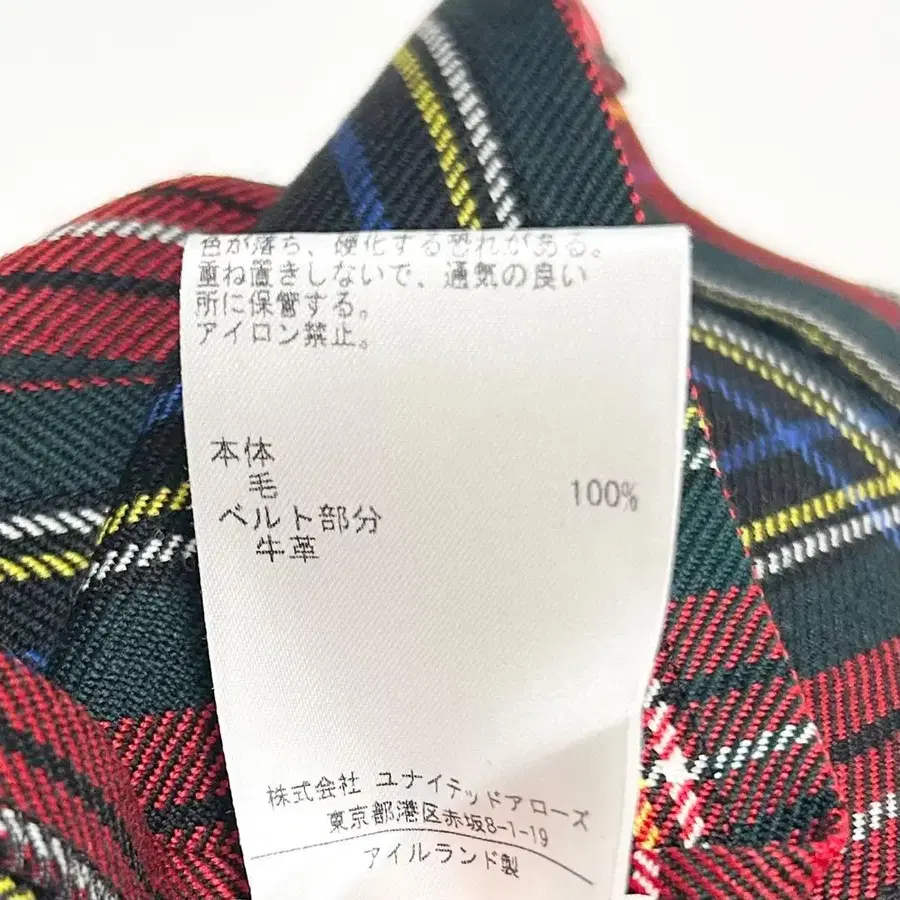 色が落ち、硬化する恐れがある。
重ね置きしないで、通気の良い
所に保管する。
アイロン禁止。
本体
毛 100%
ベルト部分
牛革
株式会社 ユナイテッドアローズ
東京都港区赤坂8-1-19
アイルランド製